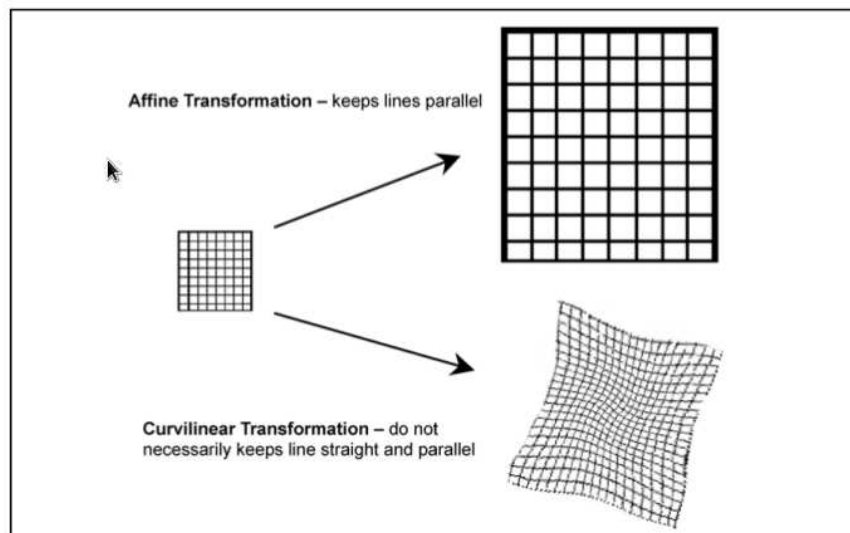 Affine Transformation – keeps lines parallel
Curvilinear Transformation – do not
necessarily keeps line straight and parallel